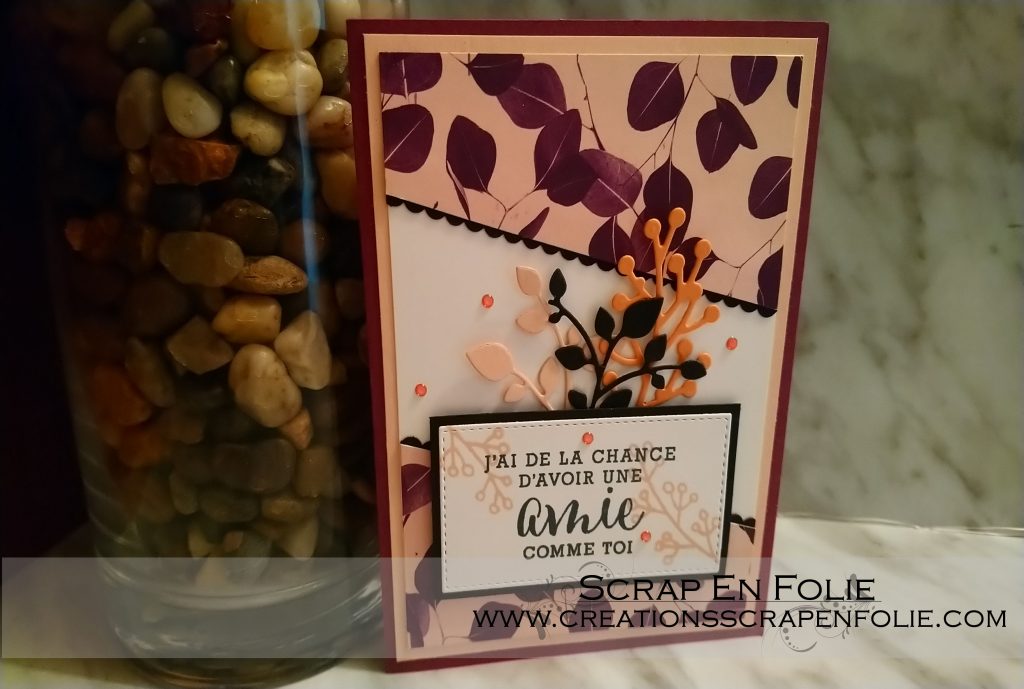 J'AI DE LA CHANCE
D'AVOIR UNE
amie
COMME TOI
SCRAP EN FOLIE
WWW.CREATIONSSCRAPENFOLIE.COM